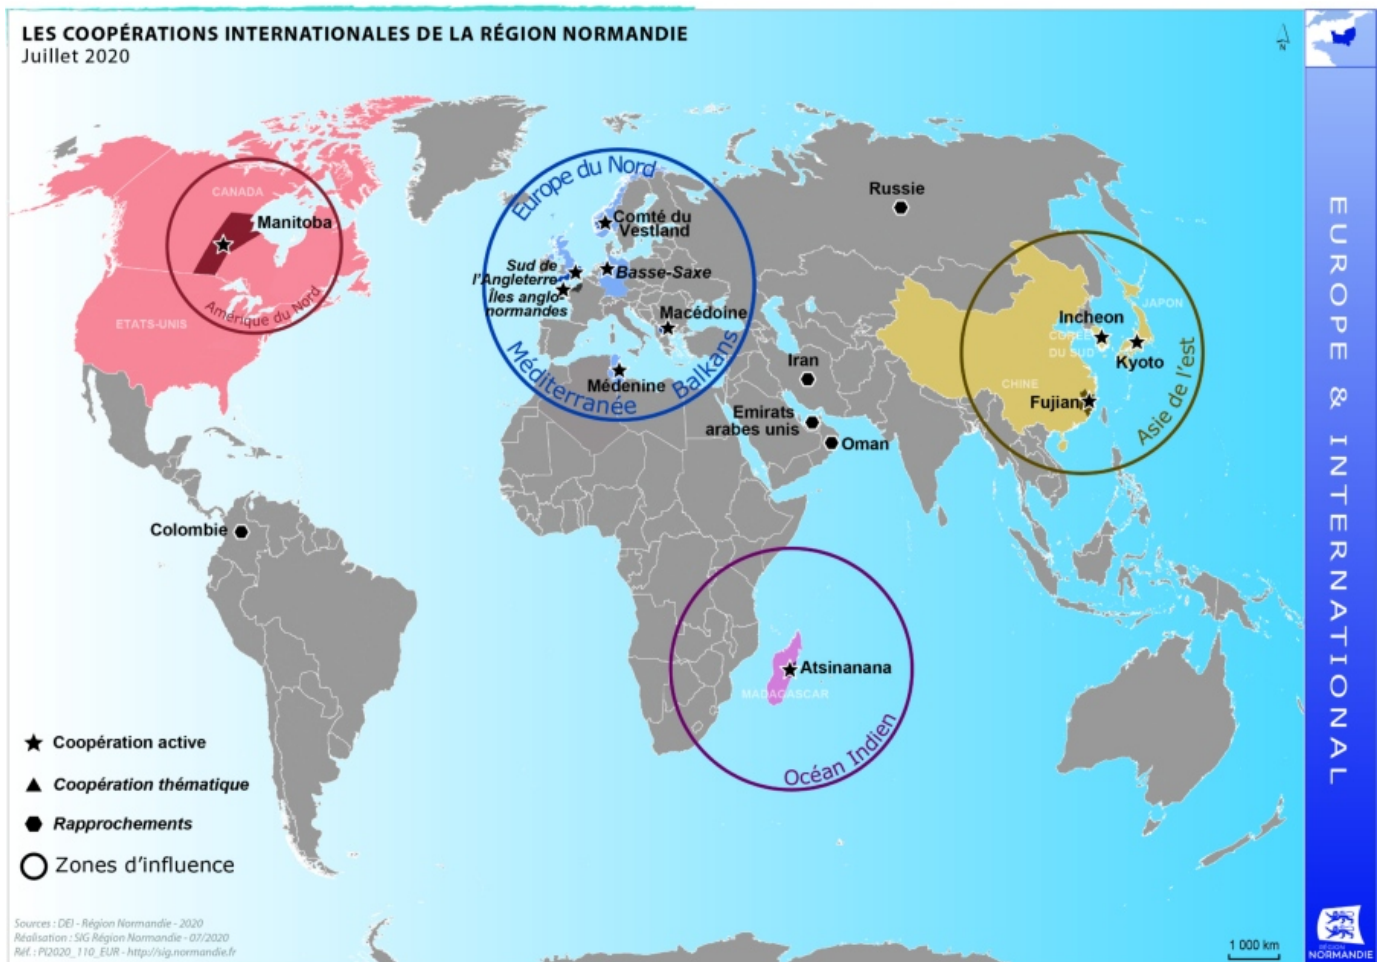 LES COOPÉRATIONS INTERNATIONALES DE LA RÉGION NORMANDIE
Juillet 2020
N
CANADA
Manitoba
Amérique du Nord
ETATS-UNIS
Europe du Nord
Comté du
Vestland
Sud de
l'Angleterre
Basse-Saxe
Îles anglo-
normandes
Macédoine
Médenine
Méditerranée
Balkans
Russie
Iran
Emirats
arabes unis
Oman
Incheon
JAPON
CORÉE
DU SUD
Kyoto
CHINE
Fujian
Asie de l'est
Colombie
Atsinanana
MADAGASCAR
Océan Indien
Coopération active
Coopération thématique
Rapprochements
Zones d'influence
Sources : DEI - Région Normandie - 2020
Réalisation : SIG Région Normandie - 07/2020
Réf. : PI2020_110_EUR - http://sig.normandie.fr
1 000 km
EUROPE & INTERNATIONAL
RÉGION
NORMANDIE